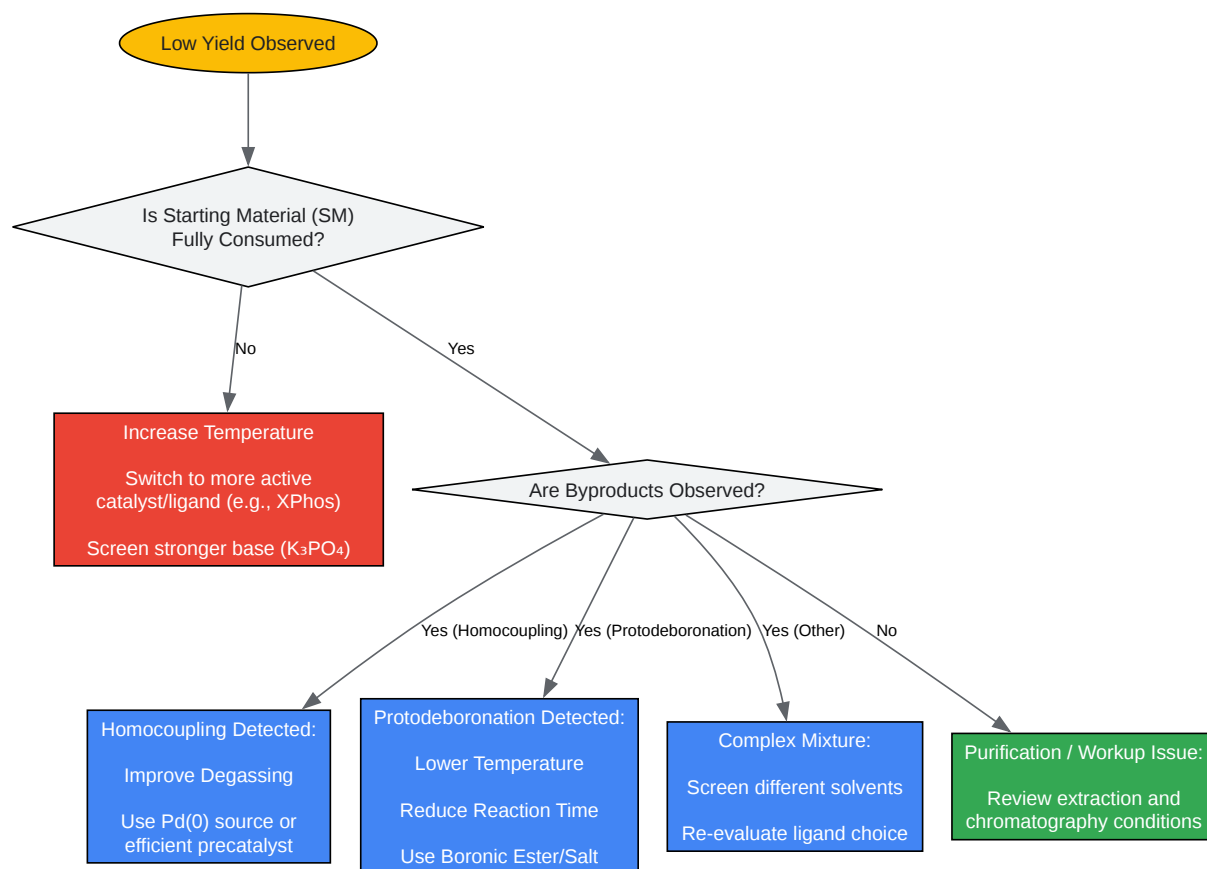 Low Yield Observed
Is Starting Material (SM)
Fully Consumed?
No
Yes
Increase Temperature
Switch to more active
catalyst/ligand (e.g., XPhos)
Screen stronger base (K₃PO₄)
Are Byproducts Observed?
Yes (Homocoupling)
Yes (Protodeboronation)
Yes (Other)
No
Homocoupling Detected:
Improve Degassing
Use Pd(0) source or
efficient precatalyst
Protodeboronation Detected:
Lower Temperature
Reduce Reaction Time
Use Boronic Ester/Salt
Complex Mixture:
Screen different solvents
Re-evaluate ligand choice
Purification / Workup Issue:
Review extraction and
chromatography conditions